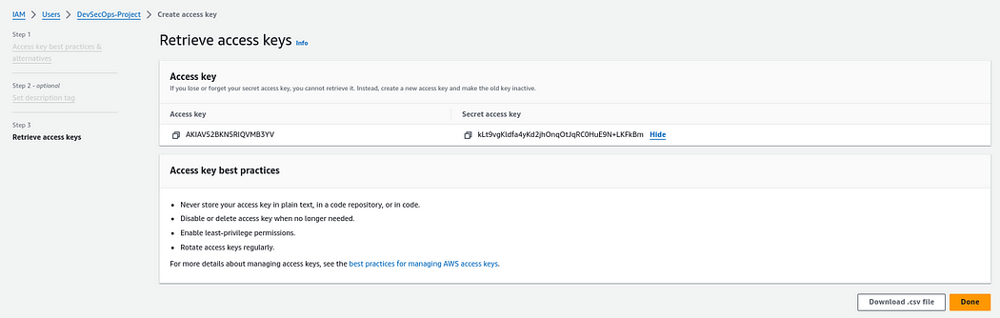 IAM > Users > DevSecOps-Project > Create access key
Step 1
Access key best practices &
alternatives
Step 2 - optional
Set description tag
Step 3
Retrieve access keys
Retrieve access keys Info
Access key
If you lose or forget your secret access key, you cannot retrieve it. Instead, create a new access key and make the old key inactive.
Access key Secret access key
AKIAV52BKN5RIQVMB3YV kLt9vgKldfa4yKd2jhOnqOtJqRC0HuE9N+LKFkBm Hide
Access key best practices
• Never store your access key in plain text, in a code repository, or in code.
• Disable or delete access key when no longer needed.
• Enable least-privilege permissions.
• Rotate access keys regularly.
For more details about managing access keys, see the best practices for managing AWS access keys.
Download .csv file Done